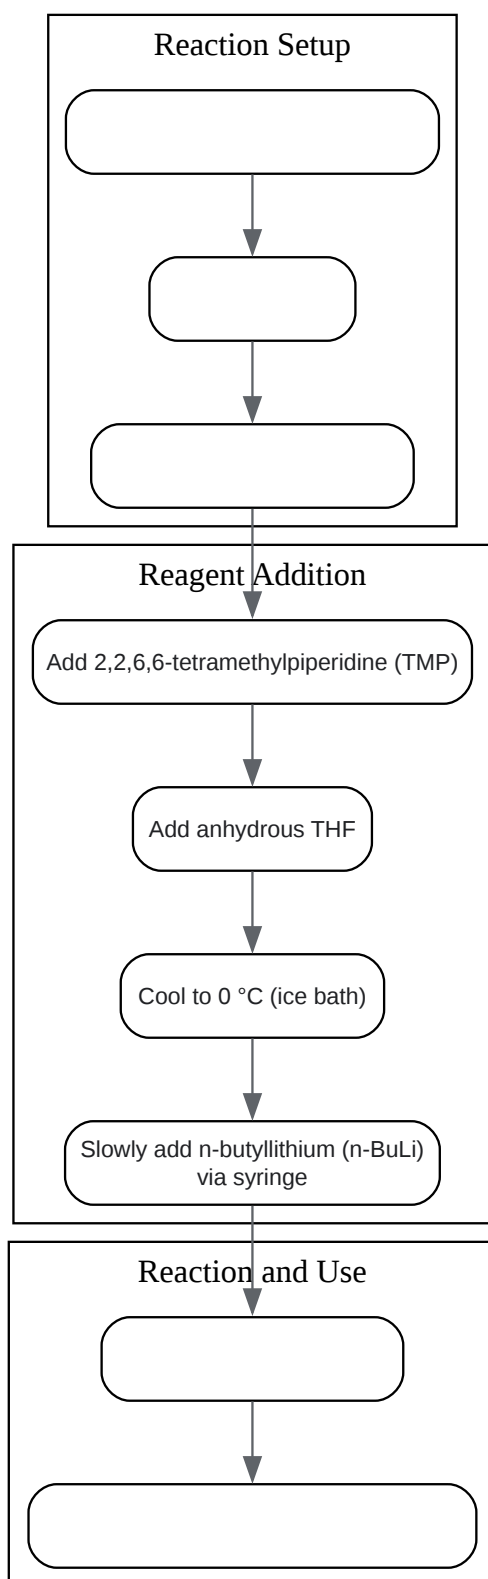 Reaction Setup
Reagent Addition
Add 2,2,6,6-tetramethylpiperidine (TMP)
Add anhydrous THF
Cool to 0 °C (ice bath)
Slowly add n-butyllithium (n-BuLi)
via syringe
Reaction and Use